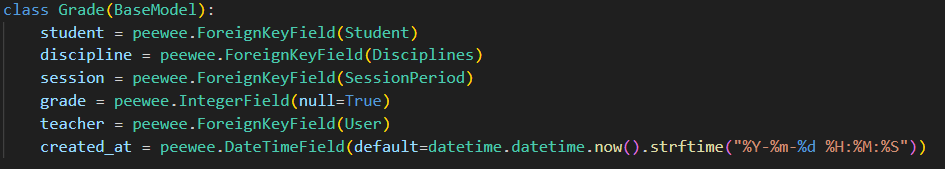 class Grade(BaseModel):
    student = peewee.ForeignKeyField(Student)
    discipline = peewee.ForeignKeyField(Disciplines)
    session = peewee.ForeignKeyField(SessionPeriod)
    grade = peewee.IntegerField(null=True)
    teacher = peewee.ForeignKeyField(User)
    created_at = peewee.DateTimeField(default=datetime.datetime.now().strftime("%Y-%m-%d %H:%M:%S"))